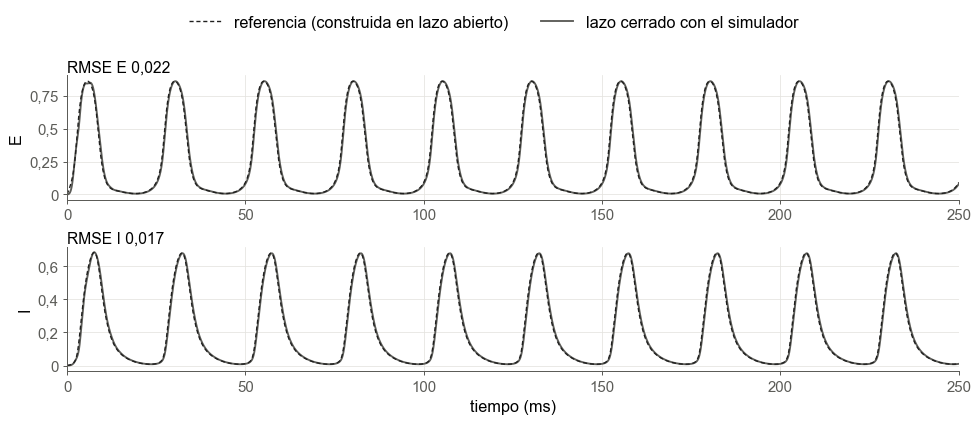 referencia (construida en lazo abierto)
lazo cerrado con el simulador
RMSE E 0,022
0,75
0,5
0,25
0
E
0
50
100
150
200
250
RMSE I 0,017
0,6
0,4
0,2
0
I
0
50
100
150
200
250
tiempo (ms)